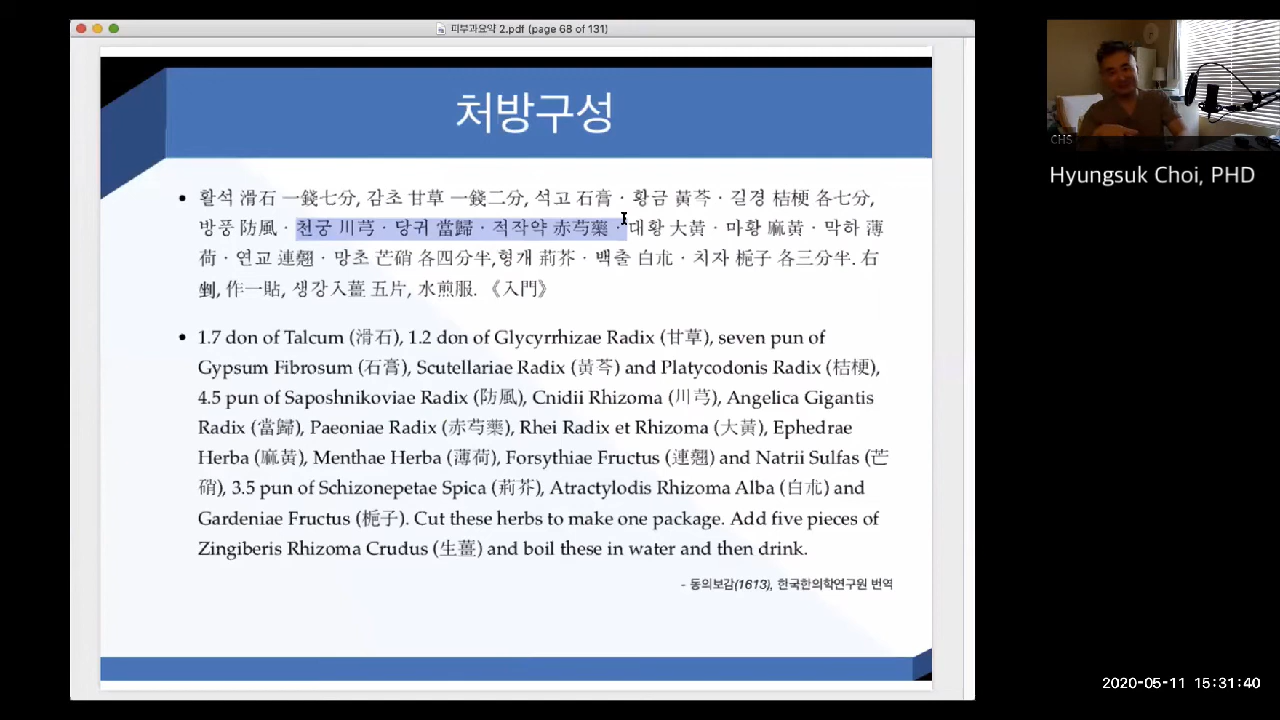 피부과요약 2.pdf (page 68 of 131)
처방구성
• 활석 滑石 一錢七分, 감초 甘草 一錢二分, 석고 石膏 · 황금 黃芩 · 길경 桔梗 各七分,
방풍 防風 · 천궁 川芎 · 당귀 當歸 · 적작약 赤芍藥 · 대황 大黃 · 마황 麻黃 · 박하 薄
荷 · 연교 連翹 · 망초 芒硝 各四分半,형개 荊芥 · 백출 白朮 · 치자 梔子 各三分半. 右
剉, 作一貼, 생강入薑 五片, 水煎服. 《入門》
• 1.7 don of Talcum (滑石), 1.2 don of Glycyrrhizae Radix (甘草), seven pun of
Gypsum Fibrosum (石膏), Scutellariae Radix (黃芩) and Platycodonis Radix (桔梗),
4.5 pun of Saposhnikoviae Radix (防風), Cnidii Rhizoma (川芎), Angelica Gigantis
Radix (當歸), Paeoniae Radix (赤芍藥), Rhei Radix et Rhizoma (大黃), Ephedrae
Herba (麻黃), Menthae Herba (薄荷), Forsythiae Fructus (連翹) and Natrii Sulfas (芒
硝), 3.5 pun of Schizonepetae Spica (荊芥), Atractylodis Rhizoma Alba (白朮) and
Gardeniae Fructus (梔子). Cut these herbs to make one package. Add five pieces of
Zingiberis Rhizoma Crudus (生薑) and boil these in water and then drink.
- 동의보감(1613), 한국한의학연구원 번역
CHS
Hyungsuk Choi, PHD
2020-05-11 15:31:40